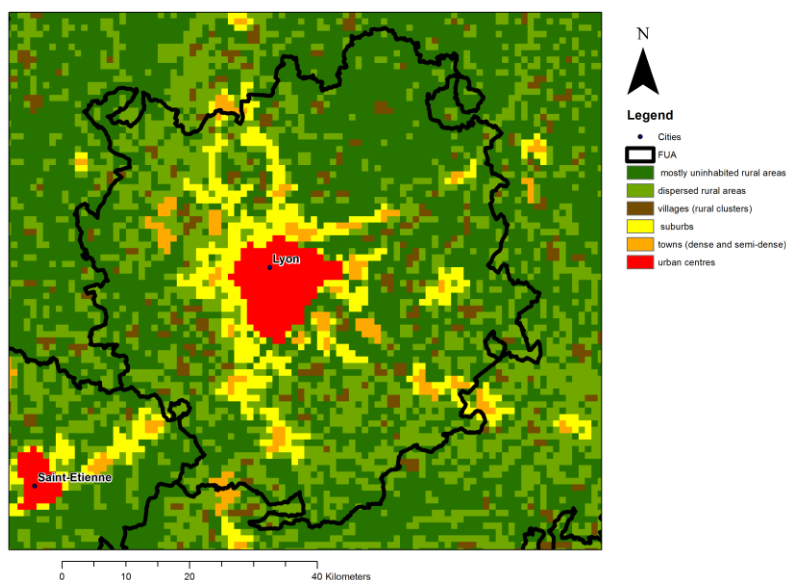 N
Legend
Cities
FUA
mostly uninhabited rural areas
dispersed rural areas
villages (rural clusters)
suburbs
towns (dense and semi-dense)
urban centres
Lyon
Saint-Etienne
0 10 20 40 Kilometers